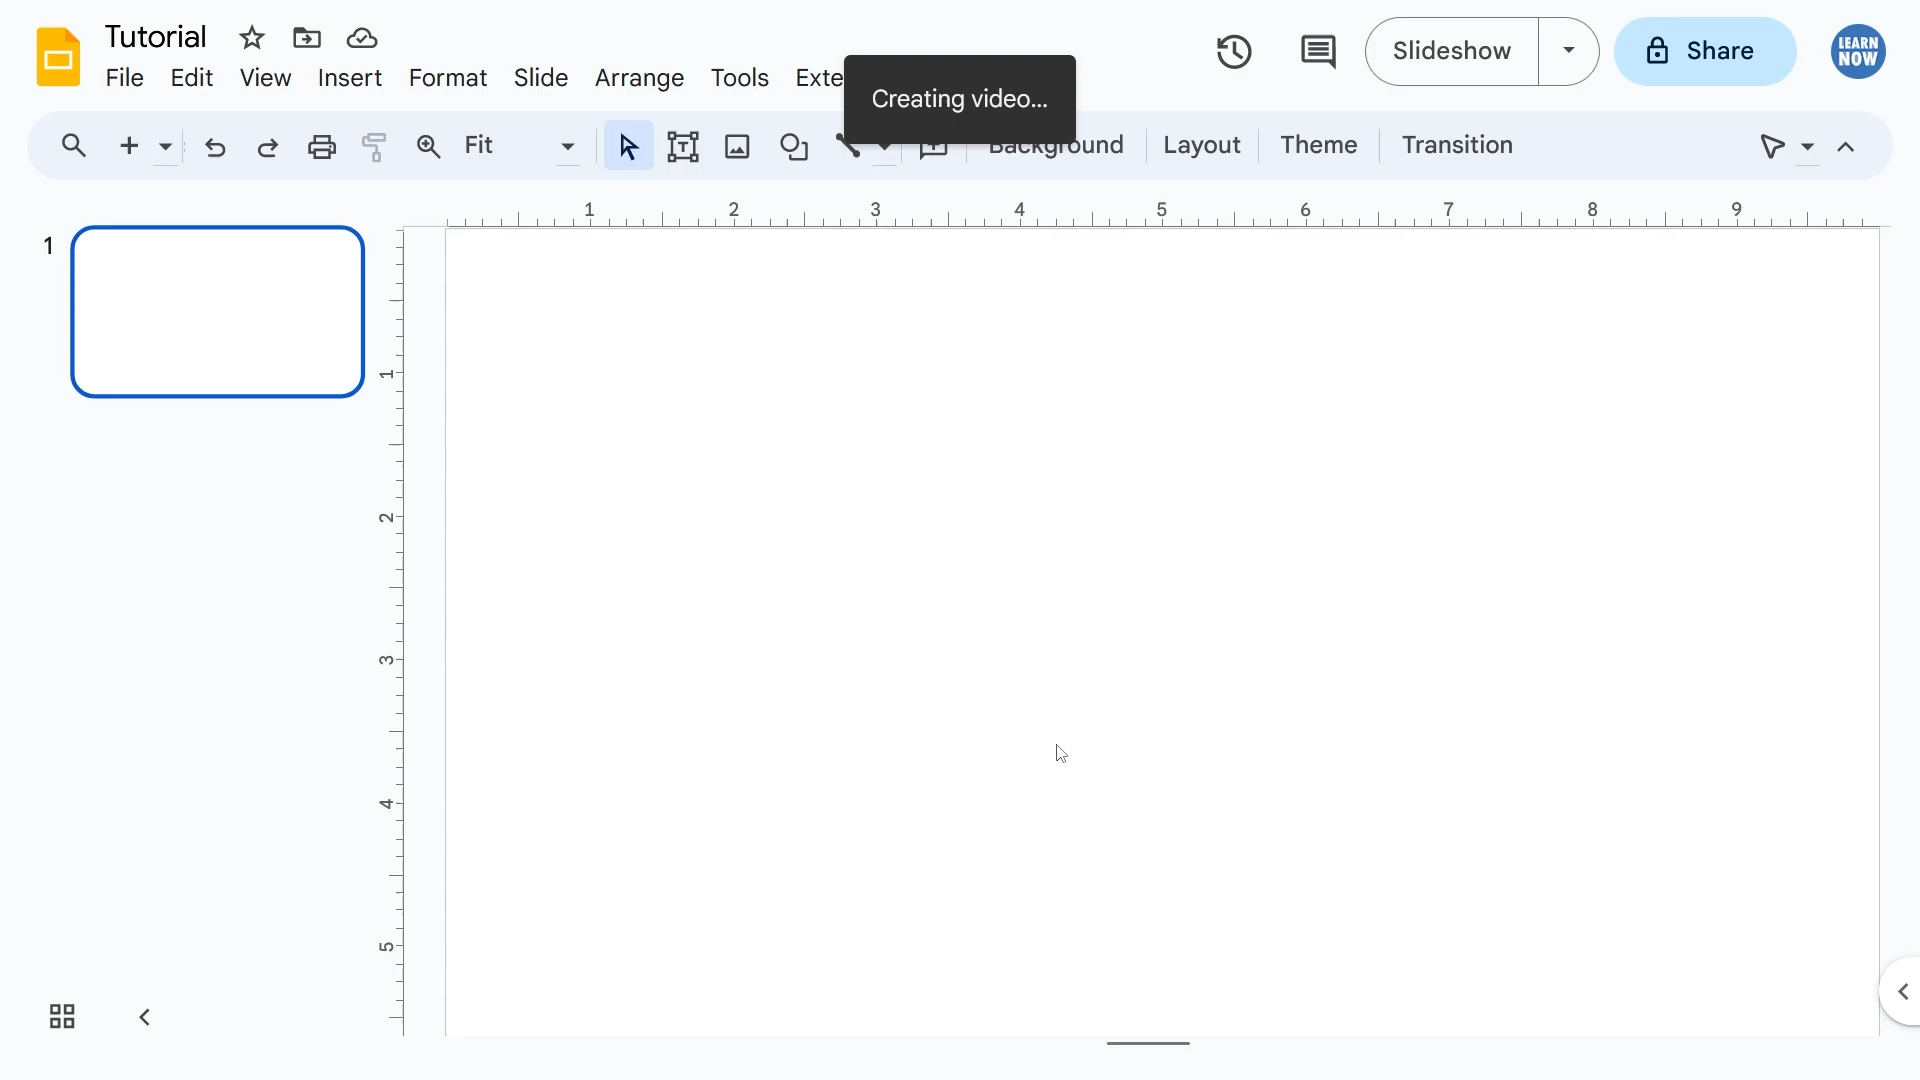 Tutorial
File Edit View Insert Format Slide Arrange Tools Exte
Creating video...
Slideshow
Share
LEARN
NOW
Fit
Background Layout Theme Transition
1 2 3 4 5 6 7 8 9
1
1
2
3
4
5